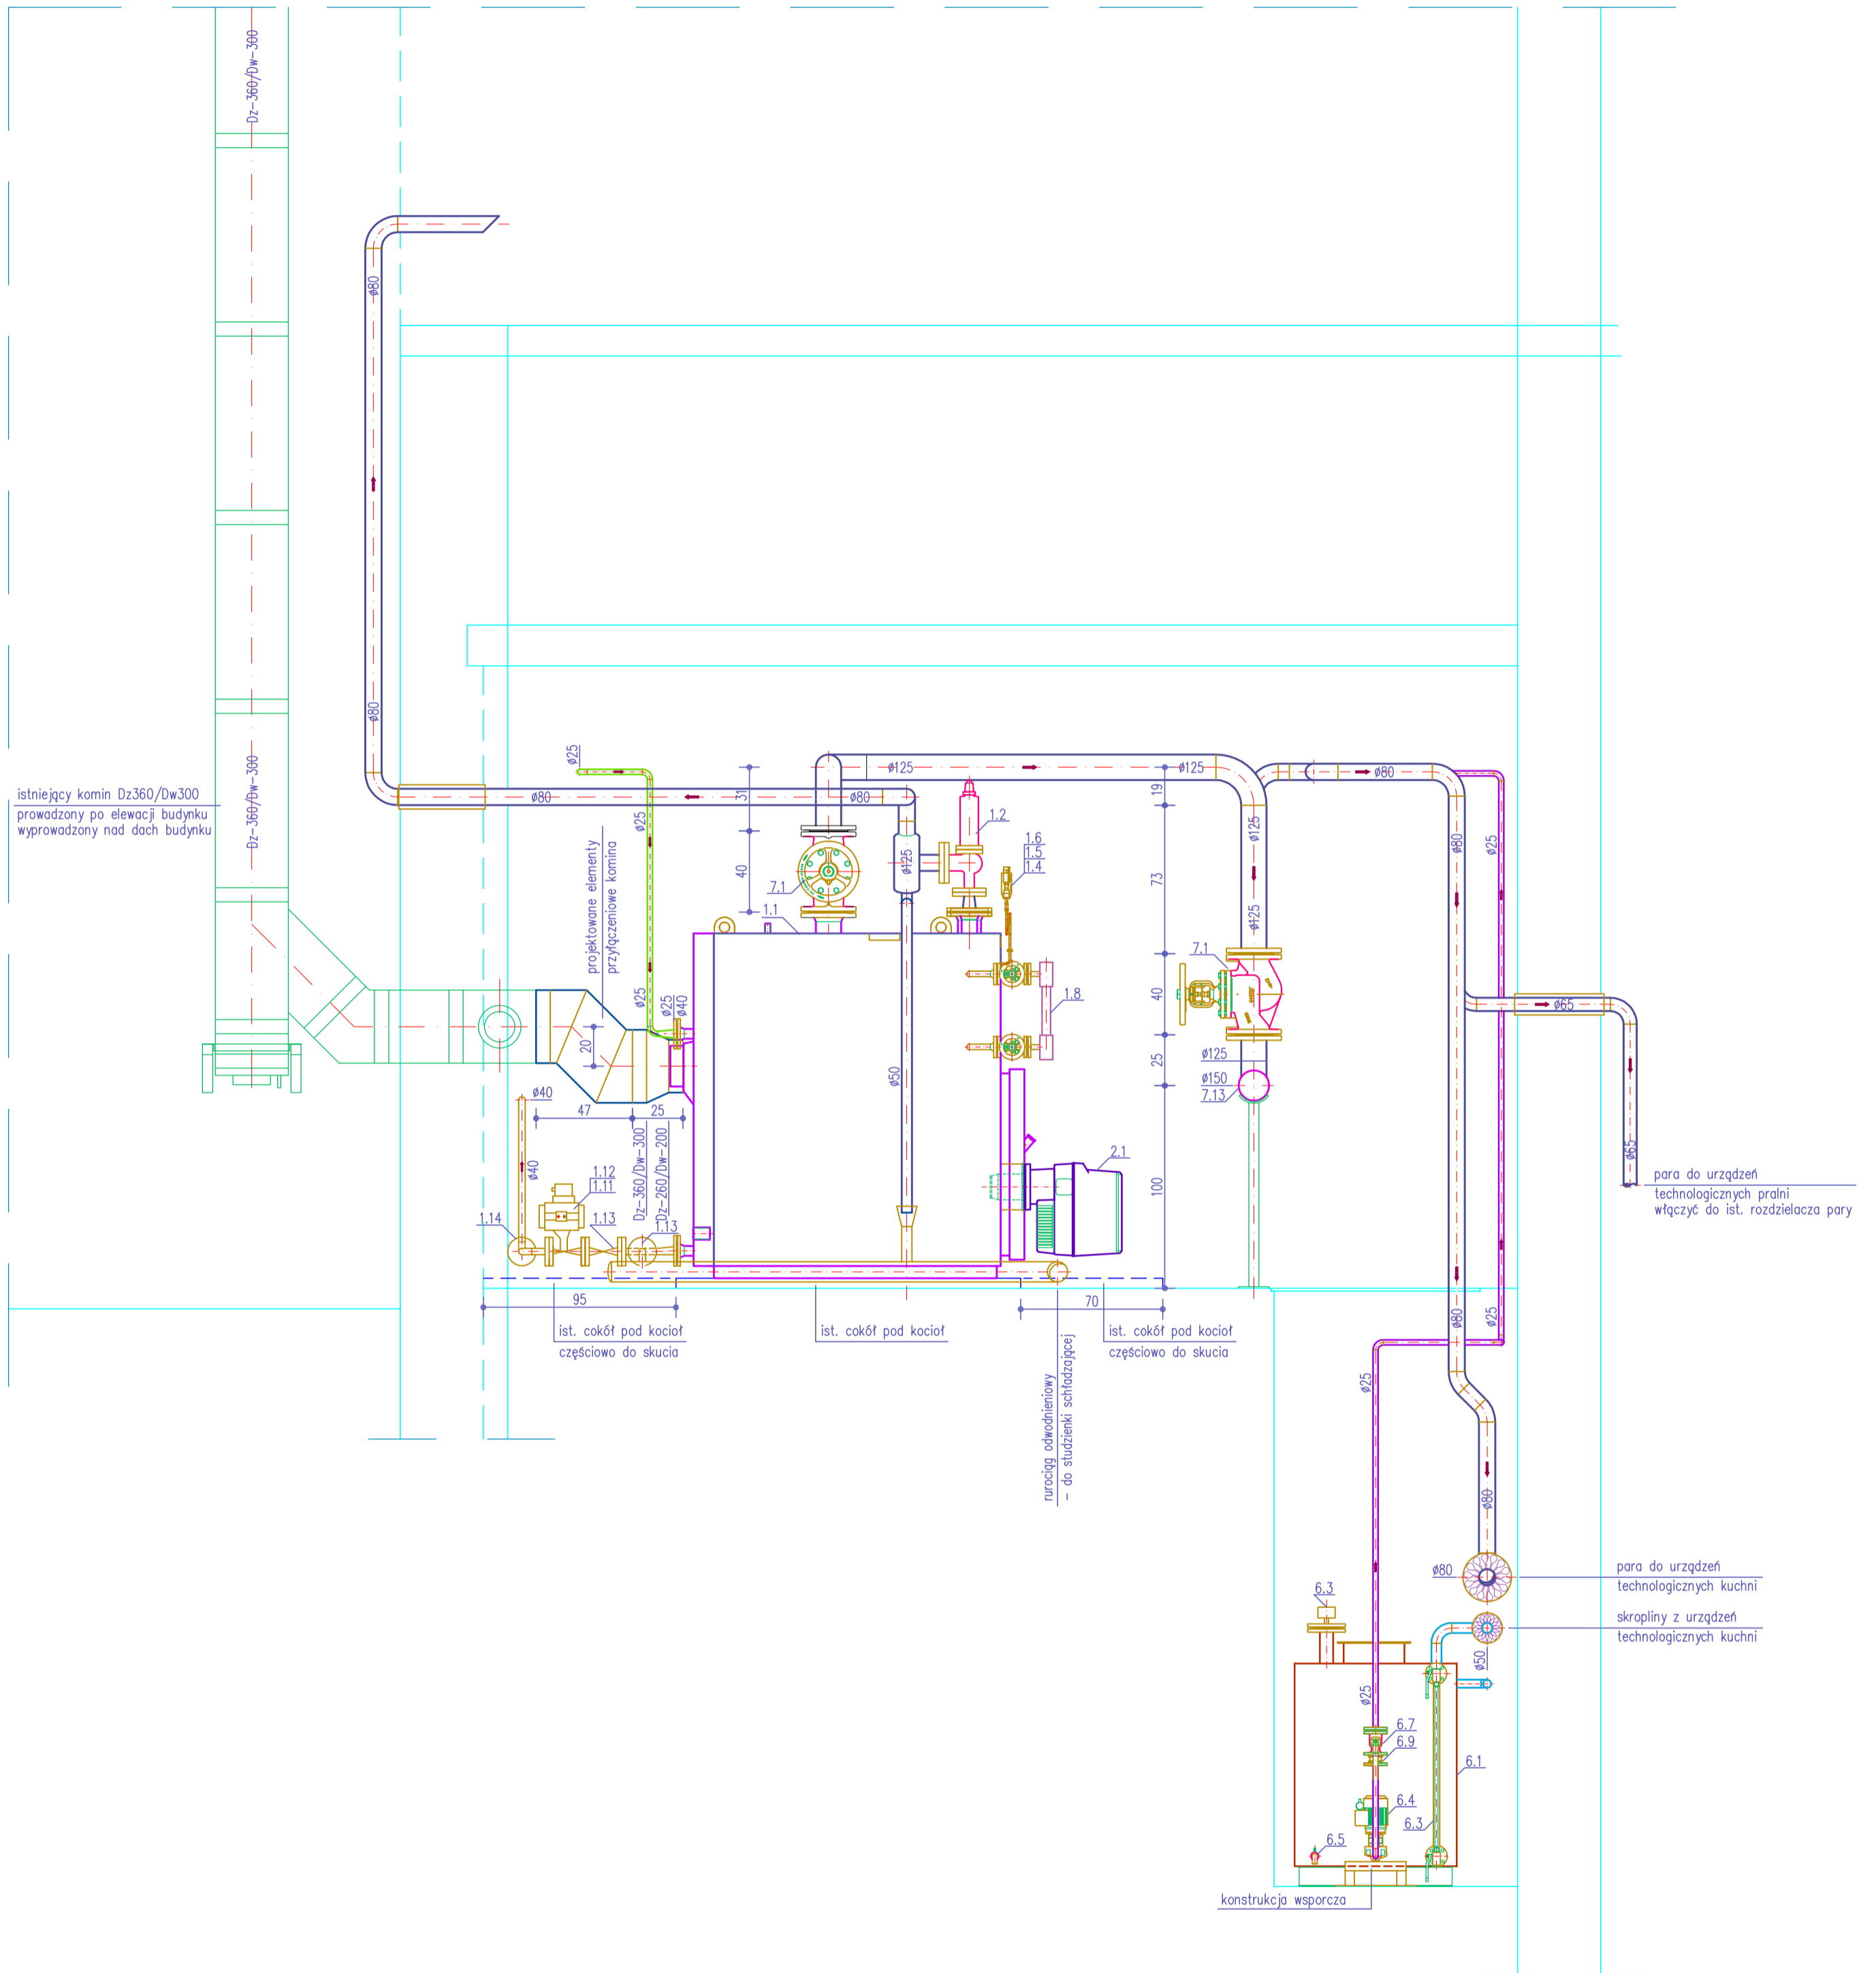 Dz-360/Dw-300
ø80
ø80
Dz-360/Dw-300
istniejący komin Dz360/Dw300
prowadzony po elewacji budynku
wyprowadzony nad dach budynku
ø25
ø25
ø25
ø25
ø40
ø80
ø80
31
40
ø125
ø125
ø80
19
73
40
25
100
1.2
1.6
1.5
1.4
ø125
7.1
1.1
projektowane elementy
przyłączeniowe komina
ø125
ø125
7.1
1.8
ø80
ø25
ø65
ø65
20
ø50
ø125
ø150
7.13
ø40
47
25
ø40
Dz-360/Dw-300
Dz-260/Dw-200
1.12
1.11
1.14
1.13
1.13
2.1
para do urządzeń
technologicznych pralni
włączyć do ist. rozdzielacza pary
95
70
ist. cokół pod kocioł
częściowo do skucia
ist. cokół pod kocioł
ist. cokół pod kocioł
częściowo do skucia
rurociąg odwodnieniowy
- do studzienki schładzającej
ø80
ø25
ø25
ø80
ø80
para do urządzeń
technologicznych kuchni
6.3
skropliny z urządzeń
technologicznych kuchni
ø50
ø25
6.7
6.9
6.1
6.4
6.3
6.5
konstrukcja wsporcza